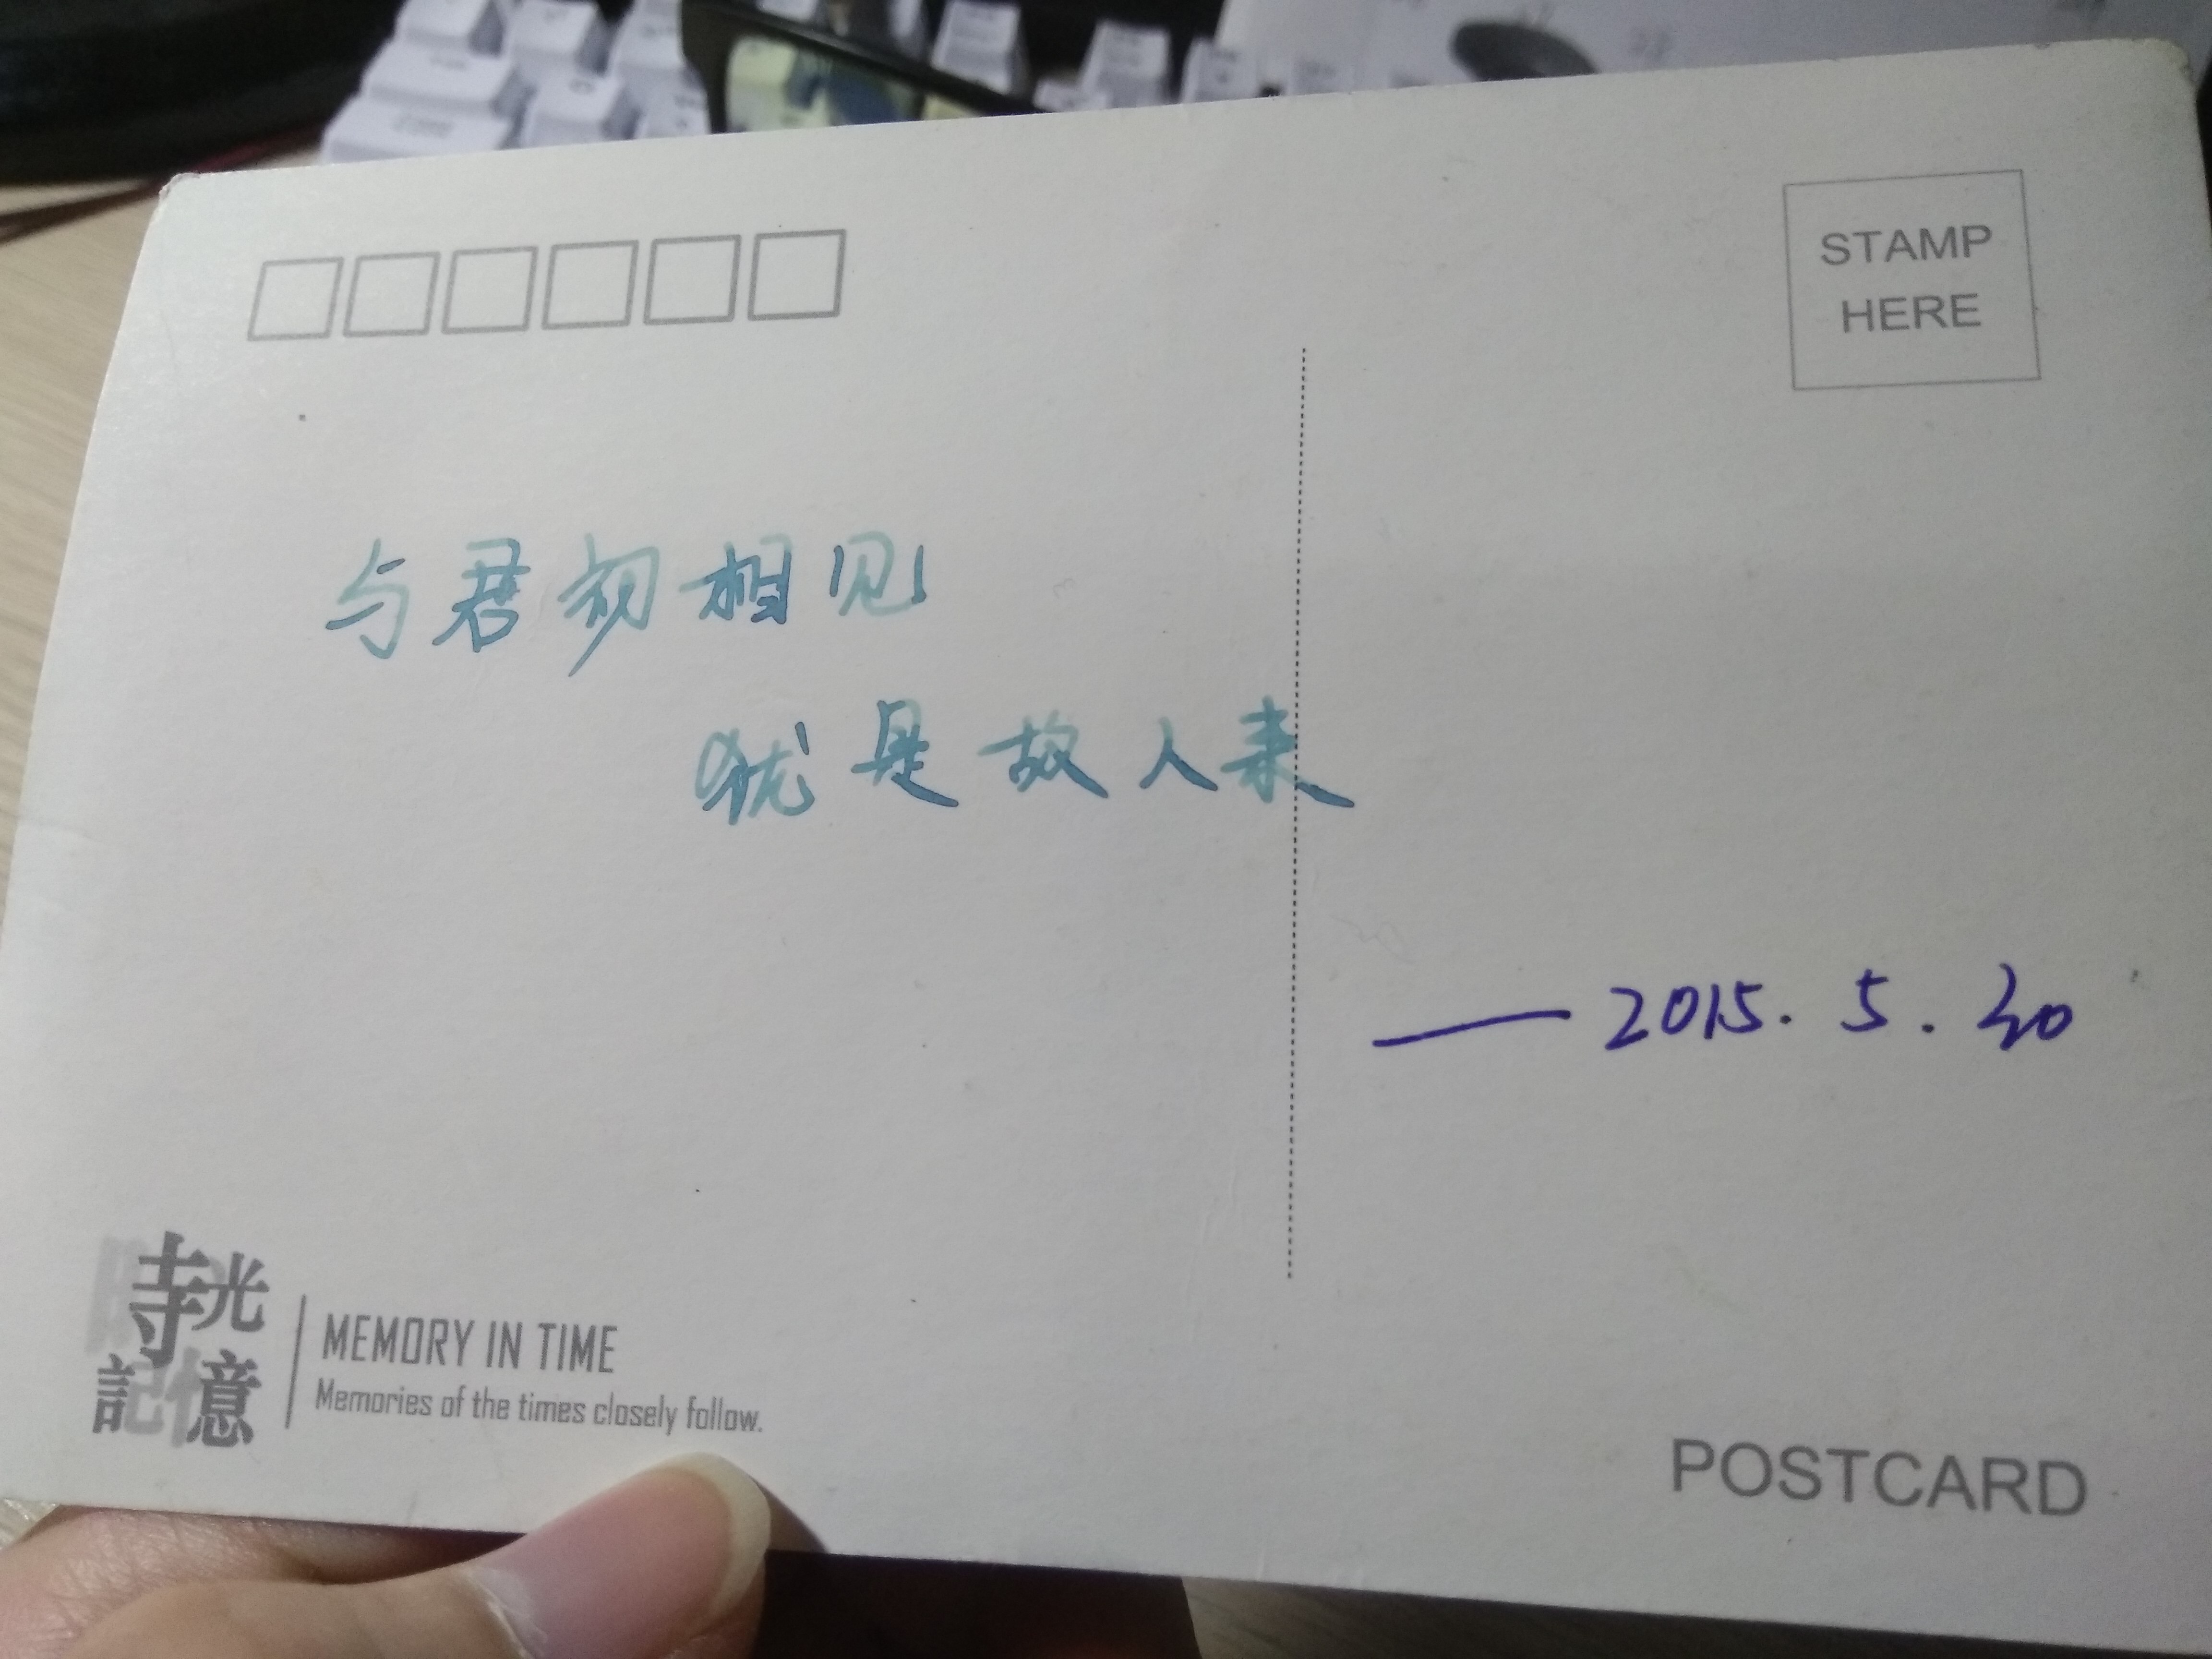 STAMP
HERE
与君初相见
犹是故人来
——2015.5.20
時光
記憶
MEMORY IN TIME
Memories of the times closely follow.
POSTCARD